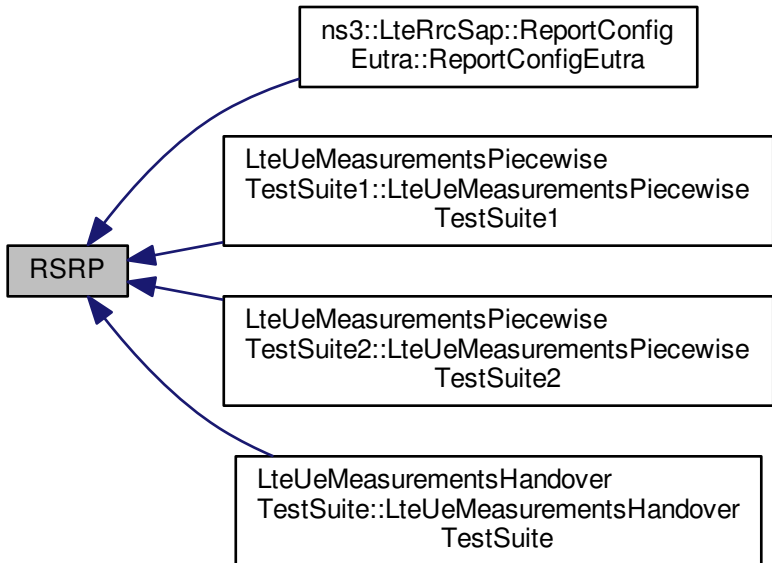 ns3::LteRrcSap::ReportConfig
Eutra::ReportConfigEutra
LteUeMeasurementsPiecewise
TestSuite1::LteUeMeasurementsPiecewise
TestSuite1
RSRP
LteUeMeasurementsPiecewise
TestSuite2::LteUeMeasurementsPiecewise
TestSuite2
LteUeMeasurementsHandover
TestSuite::LteUeMeasurementsHandover
TestSuite